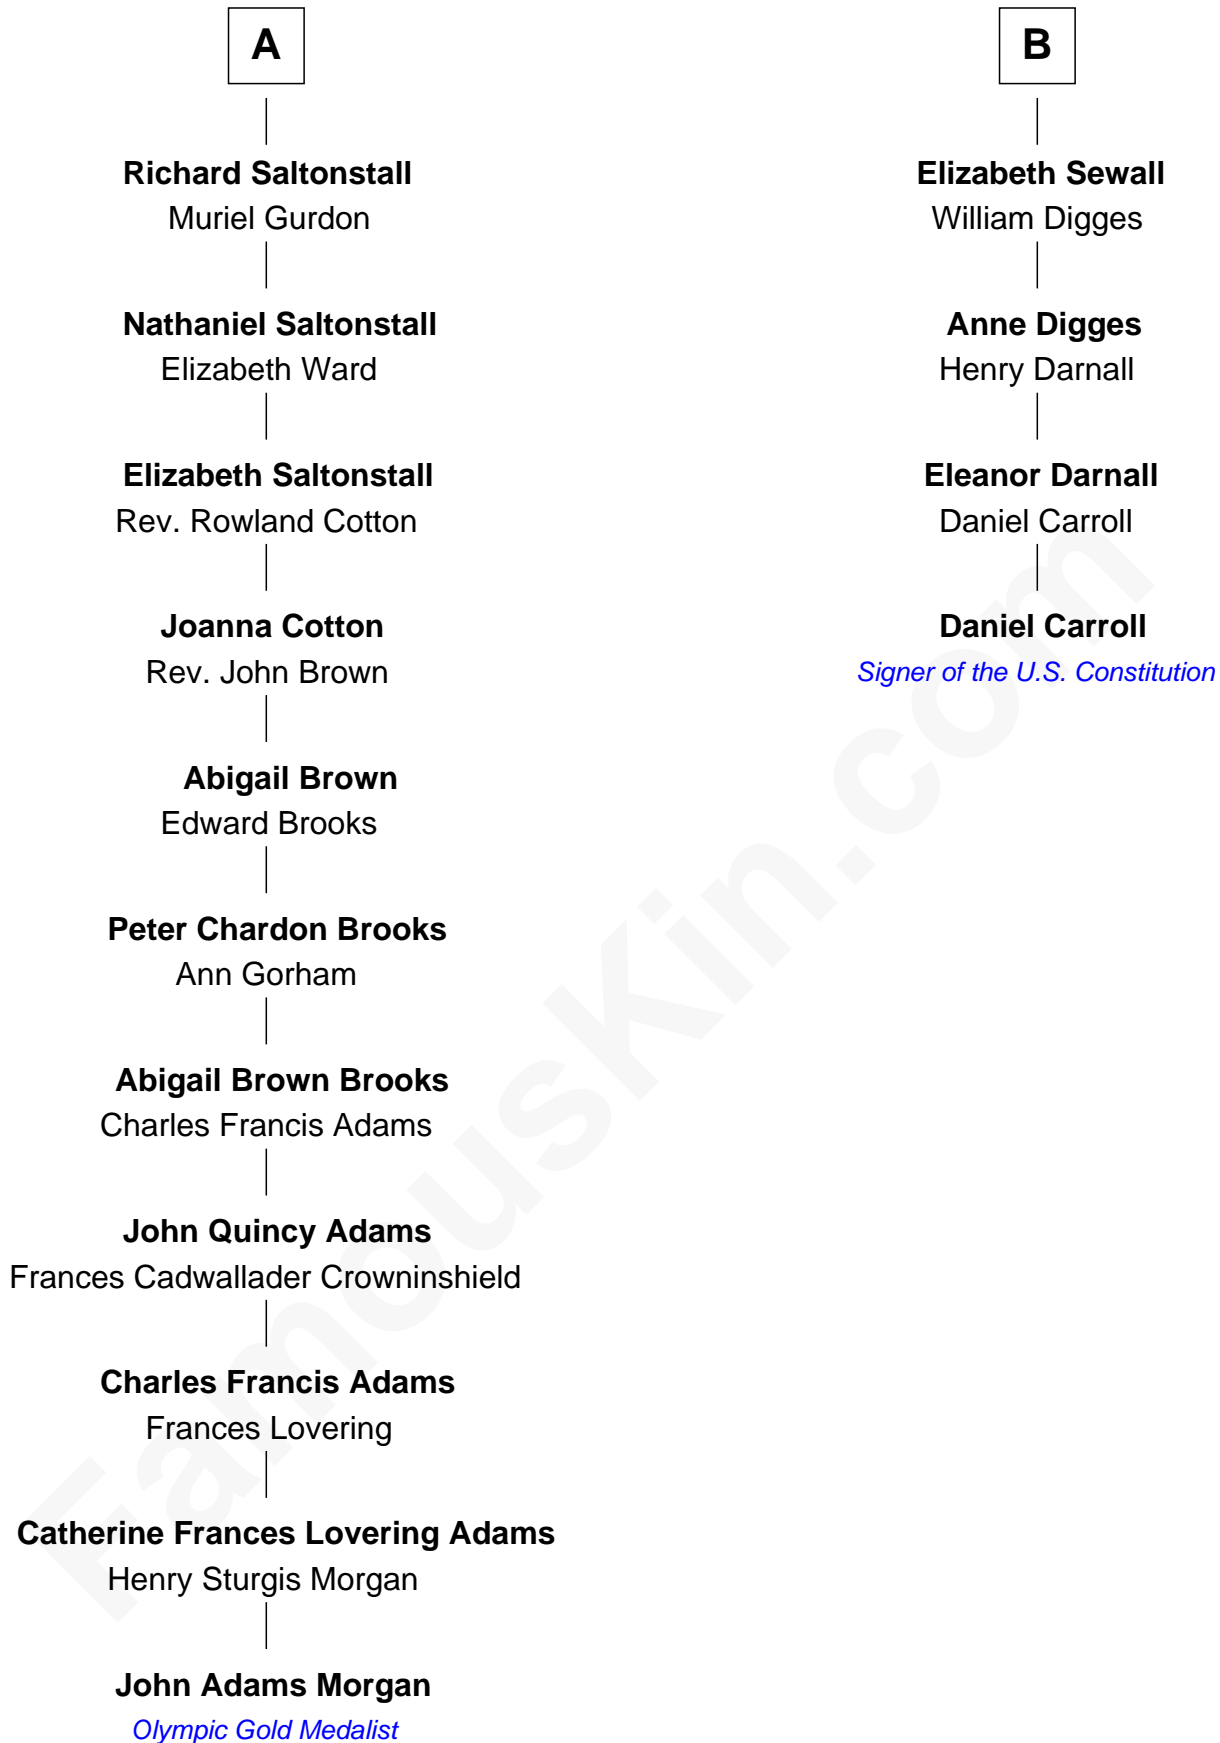 A
Richard Saltonstall
Muriel Gurdon
Nathaniel Saltonstall
Elizabeth Ward
Elizabeth Saltonstall
Rev. Rowland Cotton
Joanna Cotton
Rev. John Brown
Abigail Brown
Edward Brooks
Peter Chardon Brooks
Ann Gorham
Abigail Brown Brooks
Charles Francis Adams
John Quincy Adams
Frances Cadwallader Crowninshield
Charles Francis Adams
Frances Lovering
Catherine Frances Lovering Adams
Henry Sturgis Morgan
John Adams Morgan
Olympic Gold Medalist
B
Elizabeth Sewall
William Digges
Anne Digges
Henry Darnall
Eleanor Darnall
Daniel Carroll
Daniel Carroll
Signer of the U.S. Constitution
FamousKin.com